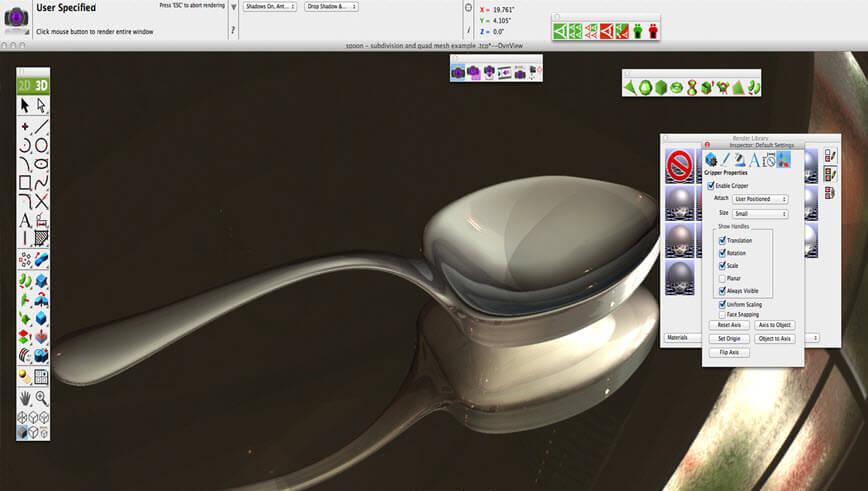 User Specified
Press 'ESC' to abort rendering
Click mouse button to render entire window
?
Shadows On, Ant...
Drop Shadow &...
i
X = 19.761"
Y = 4.105"
Z = 0.0"
spoon - subdivision and quad mesh example .tcp*--OvnView
2D 3D
A
Render Library
Inspector: Default Settings
A
Gripper Properties
Enable Gripper
Attach User Positioned
Size Small
Show Handles
Translation
Rotation
Scale
Planar
Always Visible
Uniform Scaling
Face Snapping
Reset Axis Axis to Object
Set Origin Object to Axis
Flip Axis
Materials